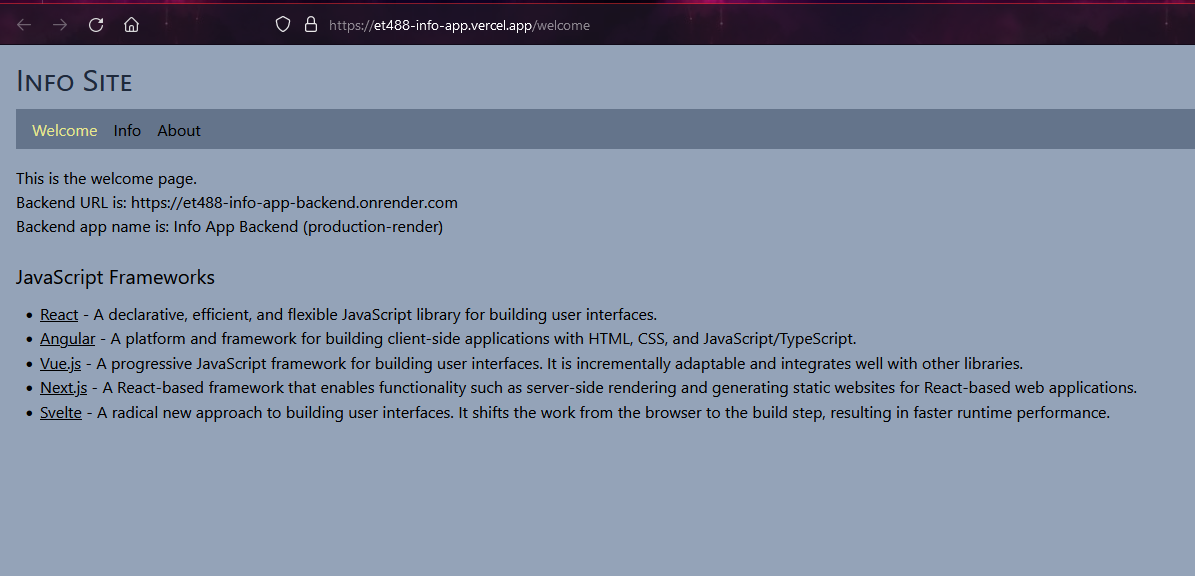 https://et488-info-app.vercel.app/welcome
Info Site
Welcome Info About
This is the welcome page.
Backend URL is: https://et488-info-app-backend.onrender.com
Backend app name is: Info App Backend (production-render)
JavaScript Frameworks
• React - A declarative, efficient, and flexible JavaScript library for building user interfaces.
• Angular - A platform and framework for building client-side applications with HTML, CSS, and JavaScript/TypeScript.
• Vue.js - A progressive JavaScript framework for building user interfaces. It is incrementally adaptable and integrates well with other libraries.
• Next.js - A React-based framework that enables functionality such as server-side rendering and generating static websites for React-based web applications.
• Svelte - A radical new approach to building user interfaces. It shifts the work from the browser to the build step, resulting in faster runtime performance.